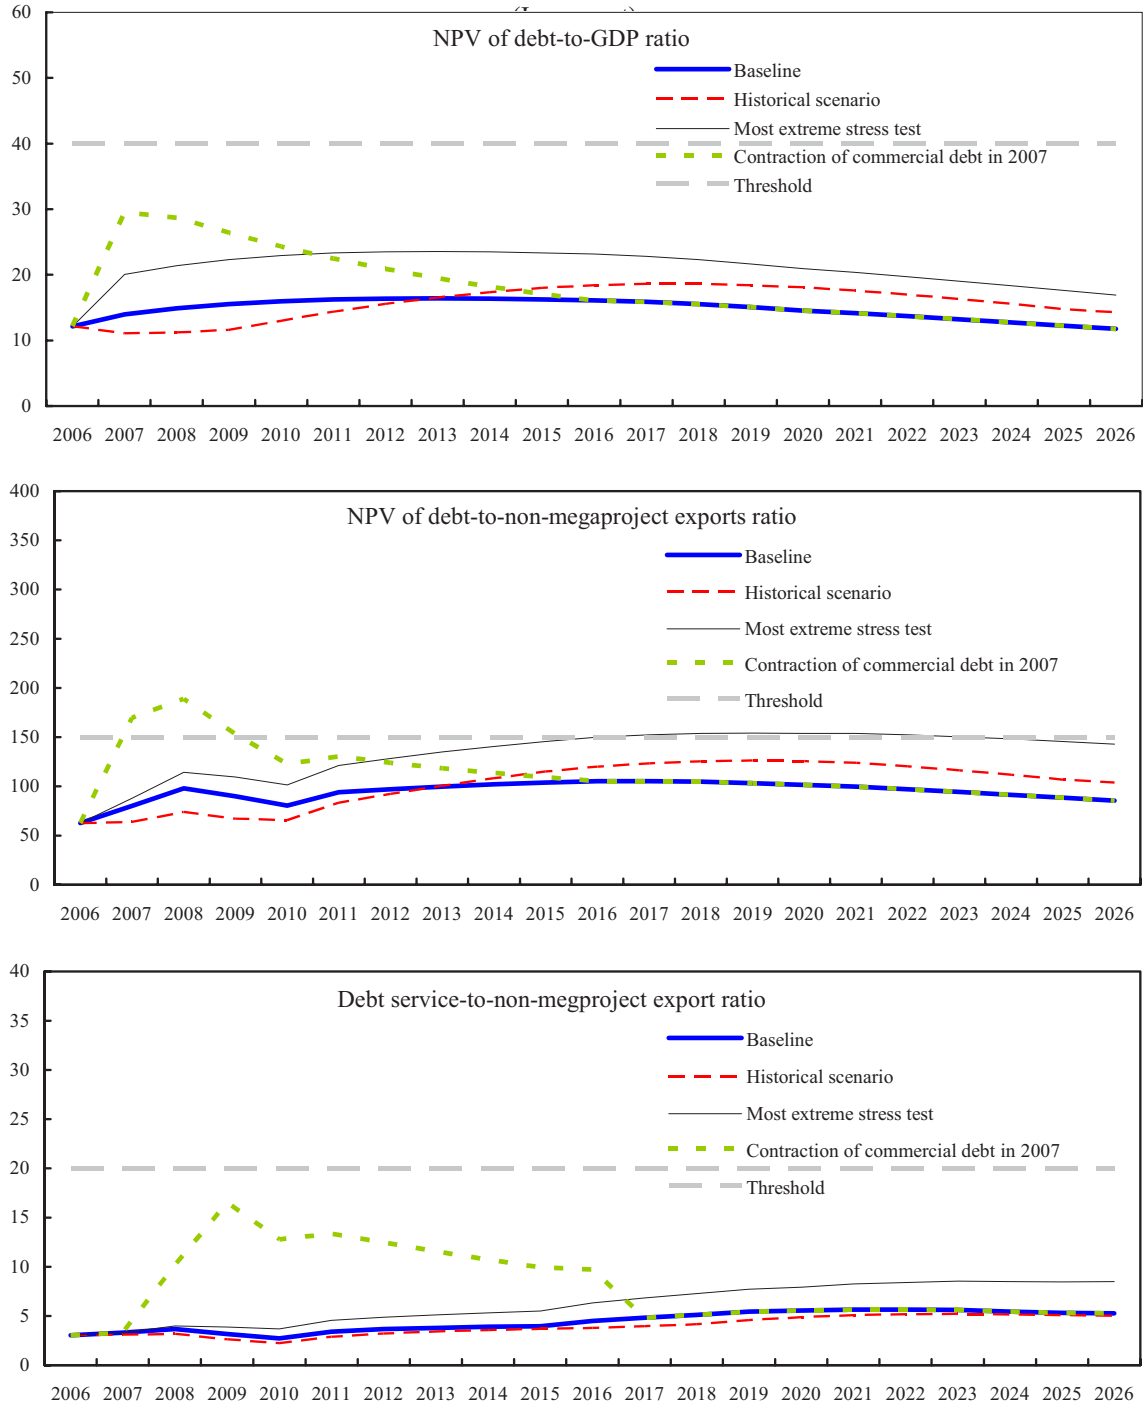 60
NPV of debt-to-GDP ratio
Baseline
50
Historical scenario
Most extreme stress test
40
Contraction of commercial debt in 2007
Threshold
30
20
10
0
2006 2007 2008 2009 2010 2011 2012 2013 2014 2015 2016 2017 2018 2019 2020 2021 2022 2023 2024 2025 2026
400
NPV of debt-to-non-megaproject exports ratio
350
Baseline
300
Historical scenario
250
Most extreme stress test
Contraction of commercial debt in 2007
200
Threshold
150
100
50
0
2006 2007 2008 2009 2010 2011 2012 2013 2014 2015 2016 2017 2018 2019 2020 2021 2022 2023 2024 2025 2026
40
Debt service-to-non-megproject export ratio
35
Baseline
30
Historical scenario
25
Most extreme stress test
Contraction of commercial debt in 2007
20
Threshold
15
10
5
0
2006 2007 2008 2009 2010 2011 2012 2013 2014 2015 2016 2017 2018 2019 2020 2021 2022 2023 2024 2025 2026